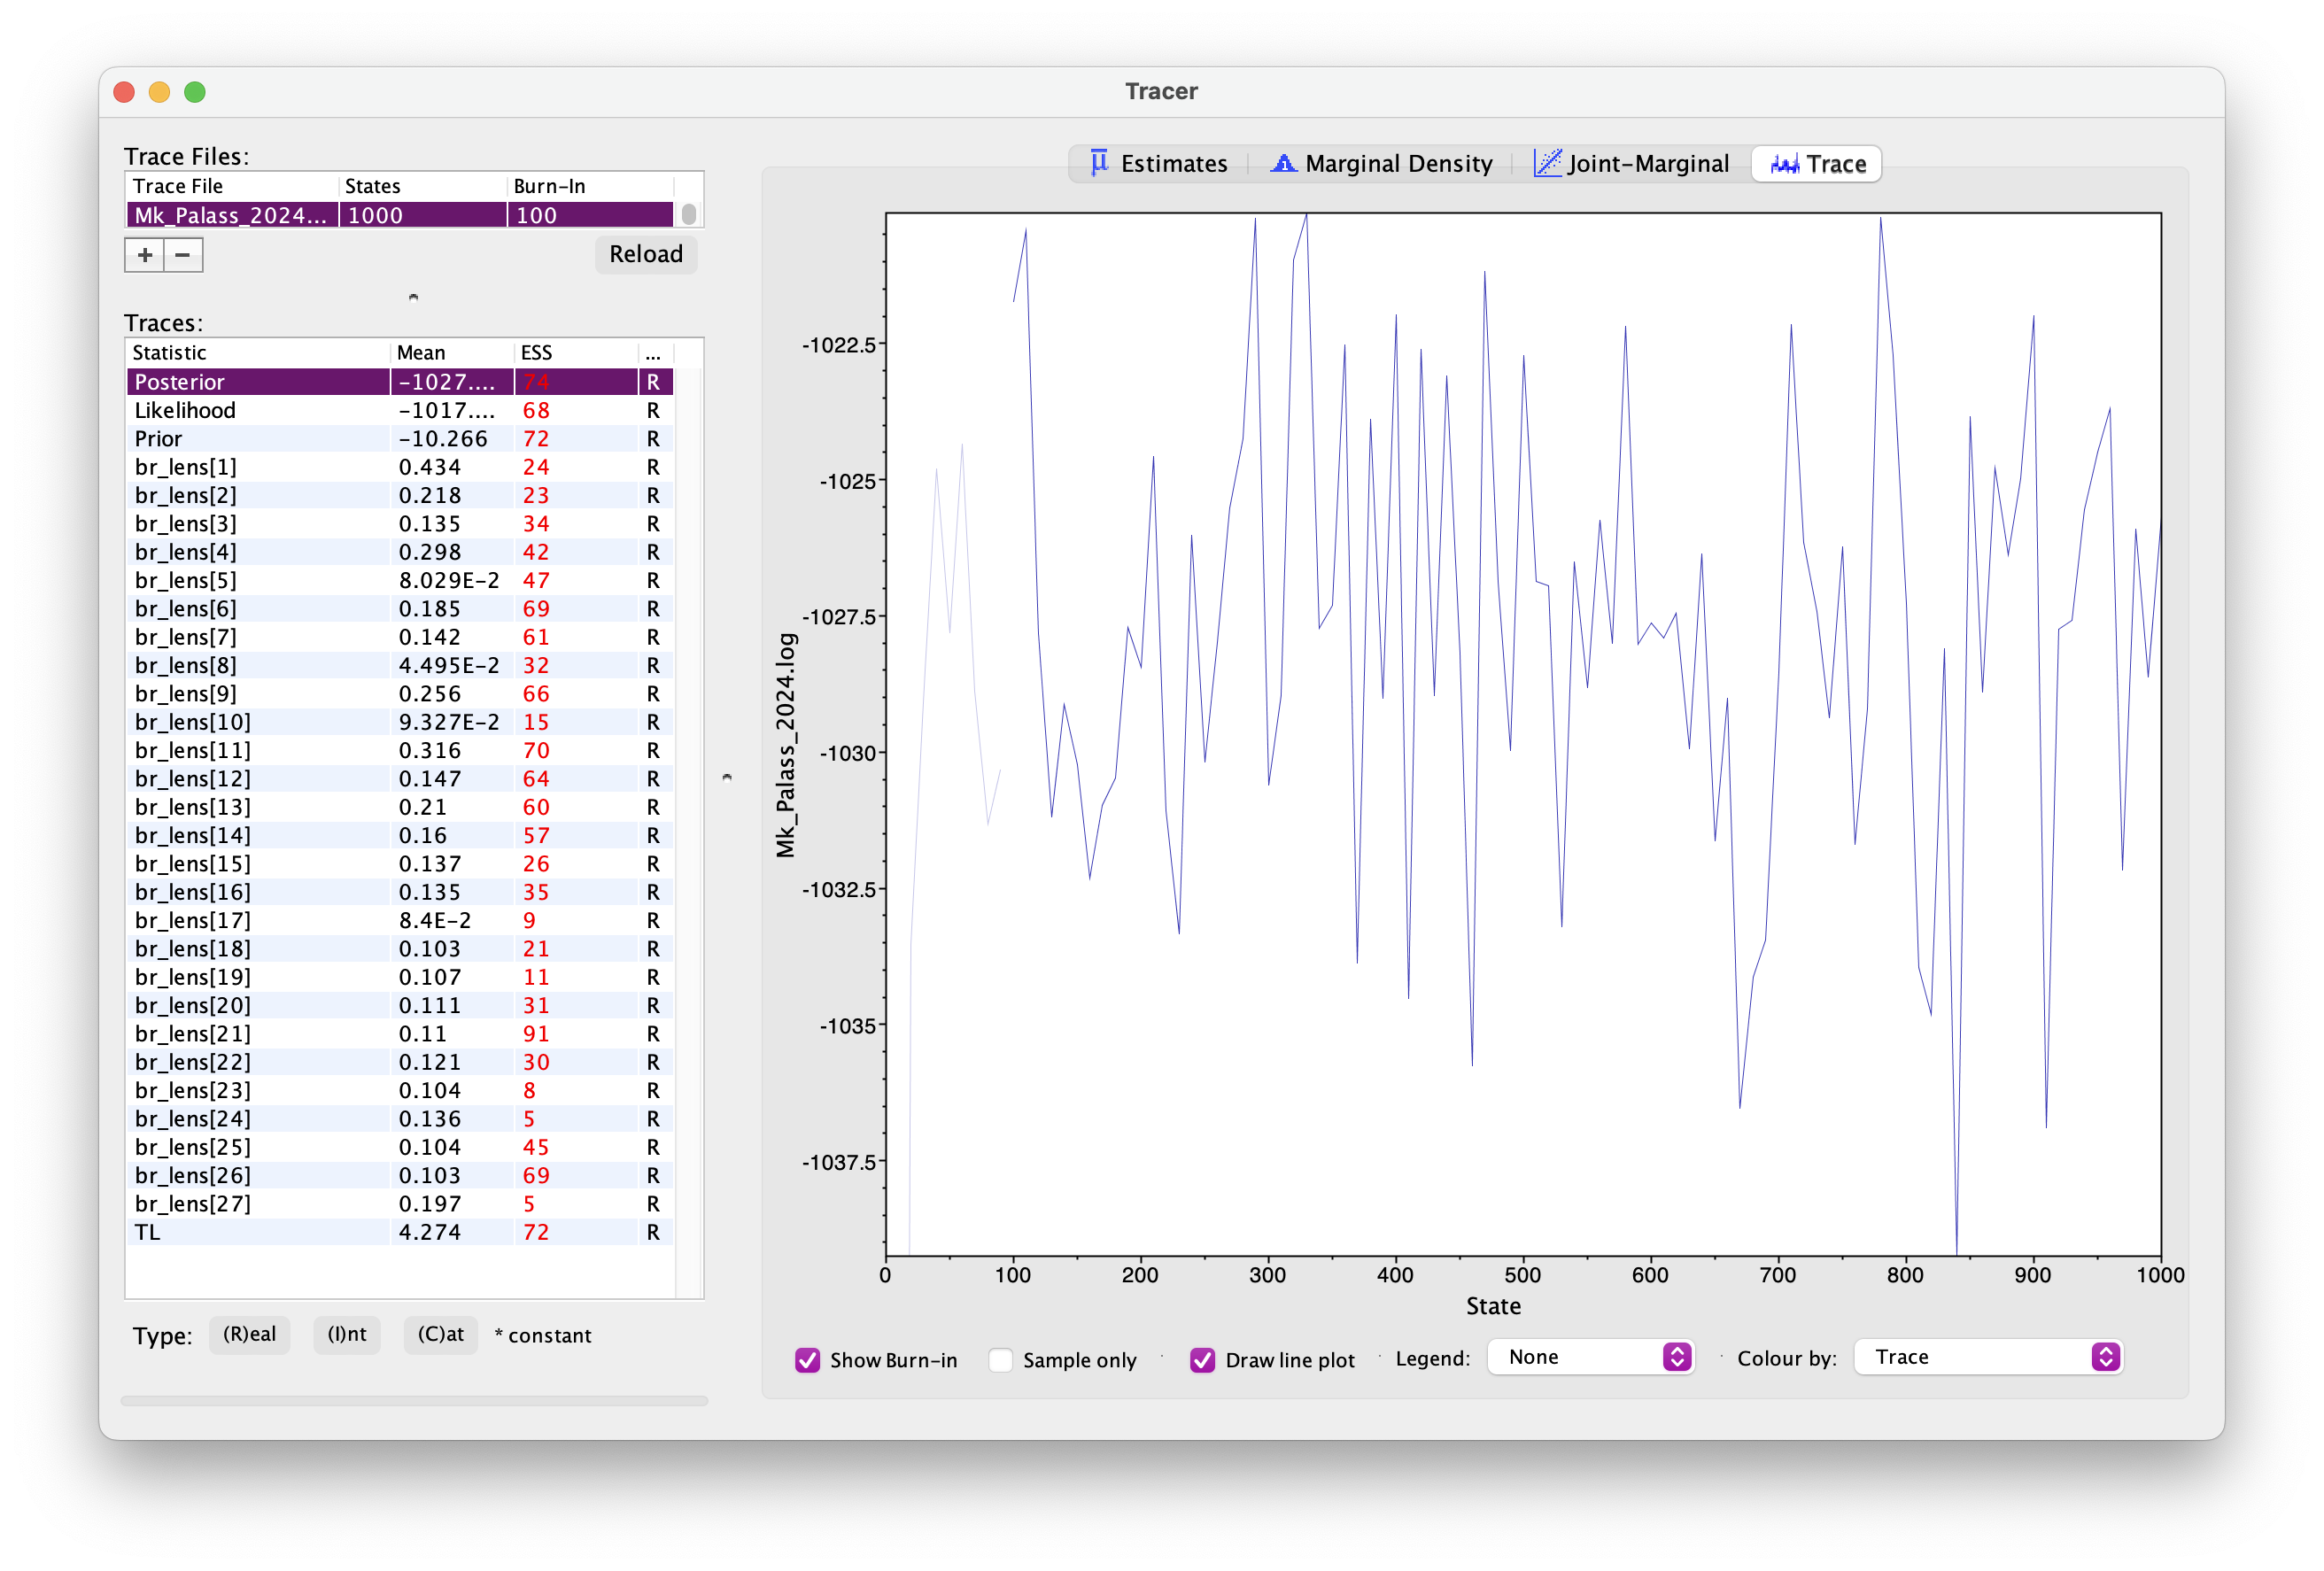 Tracer
Trace Files:
Trace File States Burn-In
Mk_Palass_2024... 1000 100
+ − Reload
Traces:
Statistic Mean ESS ...
Posterior -1027.... 74 R
Likelihood -1017.... 68 R
Prior -10.266 72 R
br_lens[1] 0.434 24 R
br_lens[2] 0.218 23 R
br_lens[3] 0.135 34 R
br_lens[4] 0.298 42 R
br_lens[5] 8.029E-2 47 R
br_lens[6] 0.185 69 R
br_lens[7] 0.142 61 R
br_lens[8] 4.495E-2 32 R
br_lens[9] 0.256 66 R
br_lens[10] 9.327E-2 15 R
br_lens[11] 0.316 70 R
br_lens[12] 0.147 64 R
br_lens[13] 0.21 60 R
br_lens[14] 0.16 57 R
br_lens[15] 0.137 26 R
br_lens[16] 0.135 35 R
br_lens[17] 8.4E-2 9 R
br_lens[18] 0.103 21 R
br_lens[19] 0.107 11 R
br_lens[20] 0.111 31 R
br_lens[21] 0.11 91 R
br_lens[22] 0.121 30 R
br_lens[23] 0.104 8 R
br_lens[24] 0.136 5 R
br_lens[25] 0.104 45 R
br_lens[26] 0.103 69 R
br_lens[27] 0.197 5 R
TL 4.274 72 R
Type: (R)eal (I)nt (C)at * constant
μ Estimates Marginal Density Joint-Marginal Trace
Mk_Palass_2024.log
-1022.5
-1025
-1027.5
-1030
-1032.5
-1035
-1037.5
0 100 200 300 400 500 600 700 800 900 1000
State
Show Burn-in Sample only Draw line plot Legend: None Colour by: Trace